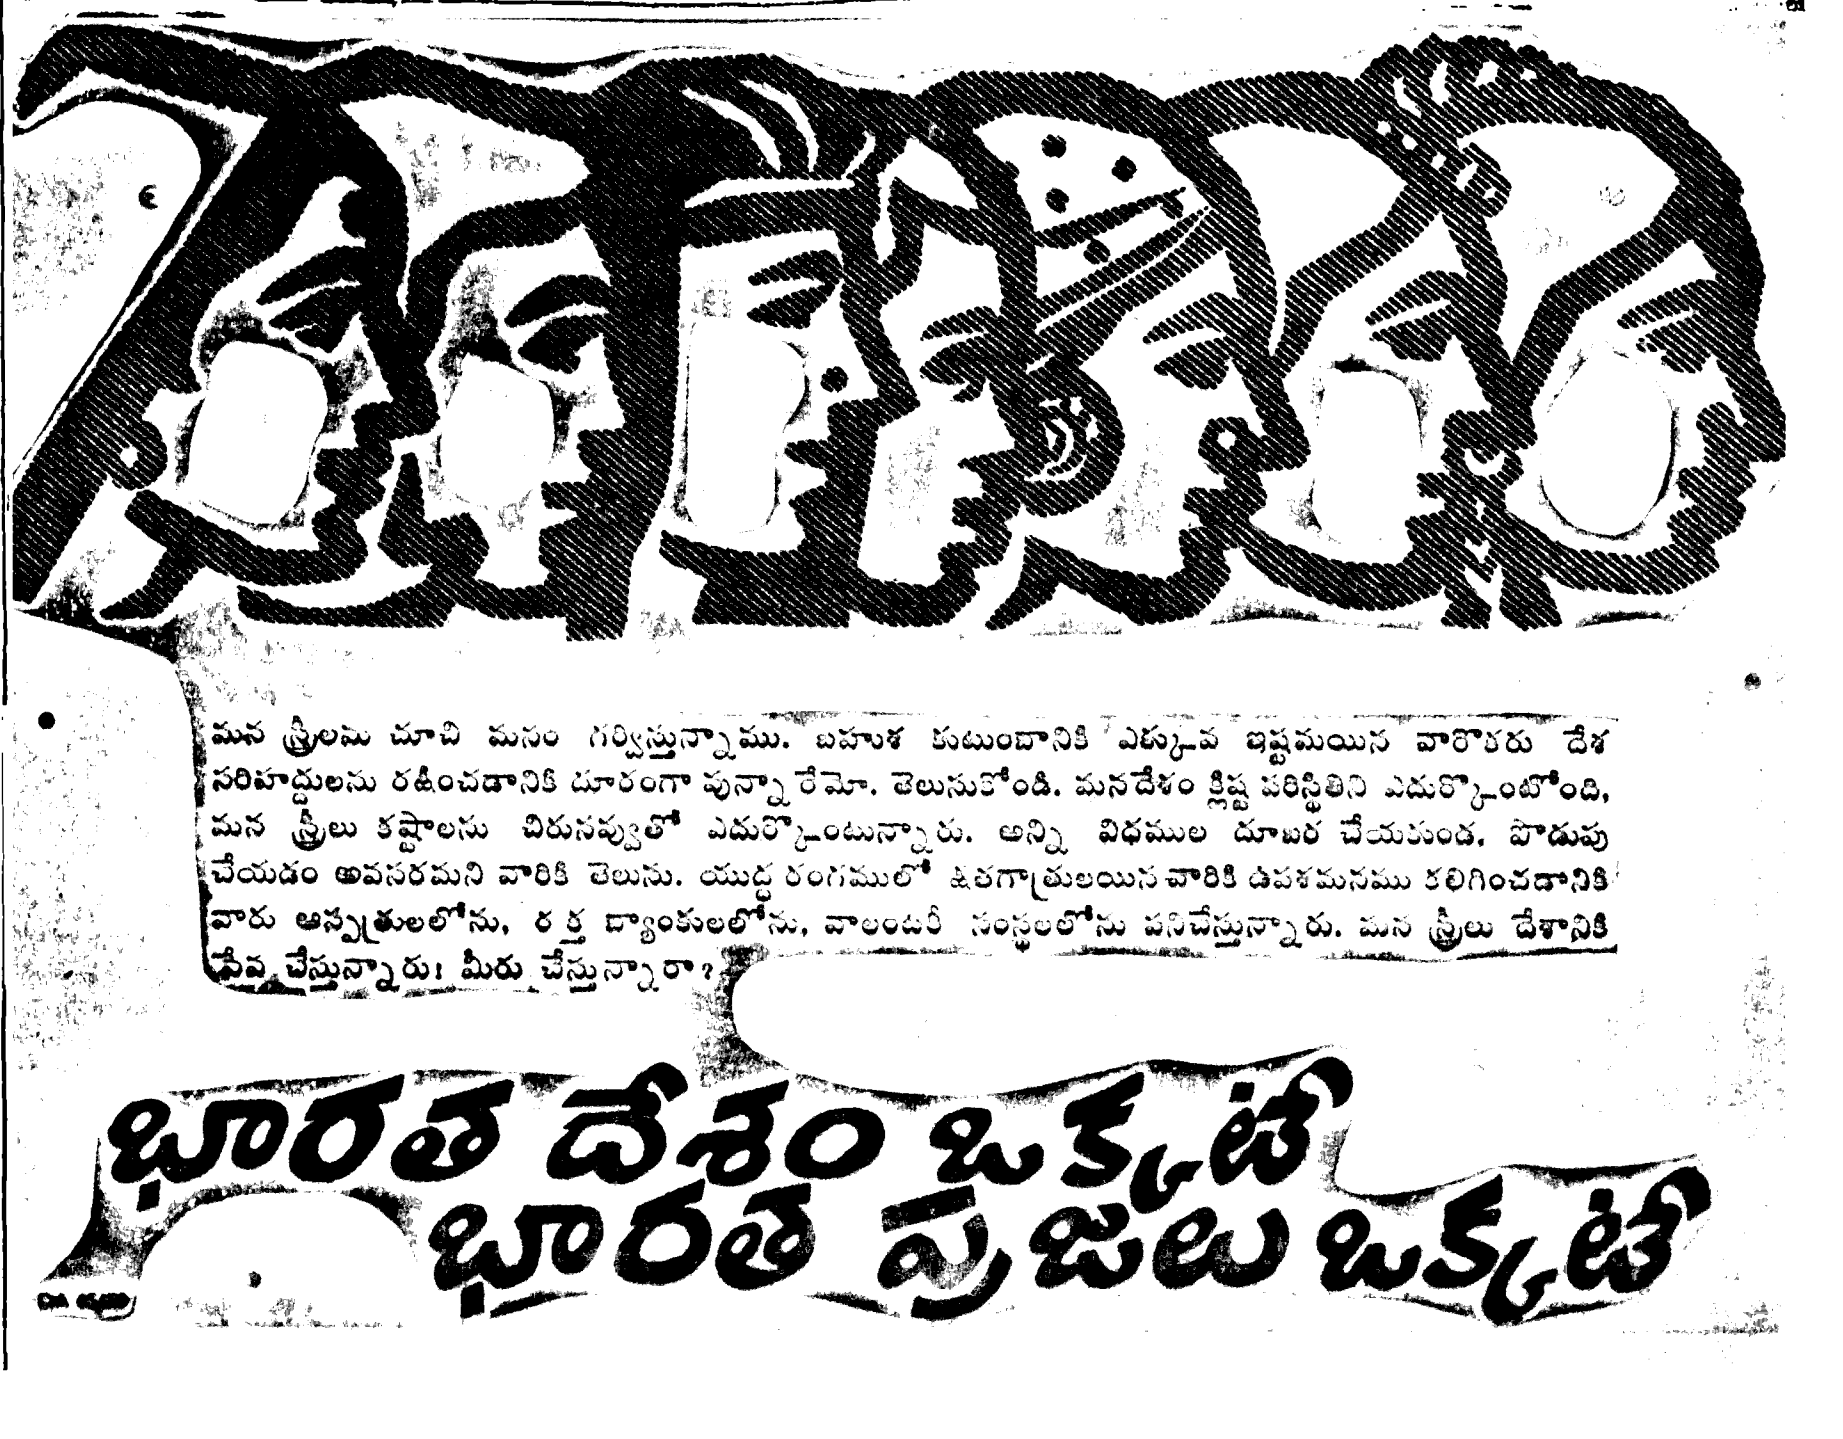 మన స్త్రీలను చూచి మనం గర్విస్తున్నాము. బహుశ కుటుంబానికి ఎక్కువ ఇష్టమయిన వారొకరు దేశ
సరిహద్దులను రక్షించడానికి దూరంగా వున్నారేమో. తెలుసుకోండి. మనదేశం క్లిష్ట పరిస్థితిని ఎదుర్కొంటోంది,
మన స్త్రీలు కష్టాలను చిరునవ్వుతో ఎదుర్కొంటున్నారు. అన్ని విధముల దూబర చేయకుండ, పొదుపు
చేయడం అవసరమని వారికి తెలును. యుద్ధ రంగములో క్షతగాత్రులయిన వారికి ఉపశమనము కలిగించడానికి
వారు ఆస్పత్రులలోను, రక్త బ్యాంకులలోను, వాలంటరీ సంస్థలలోను పనిచేస్తున్నారు. మన స్త్రీలు దేశానికి
సేవ చేస్తున్నారు! మీరు చేస్తున్నారా?
భారత దేశం ఒక్కటే
భారత ప్రజలు ఒక్కటే